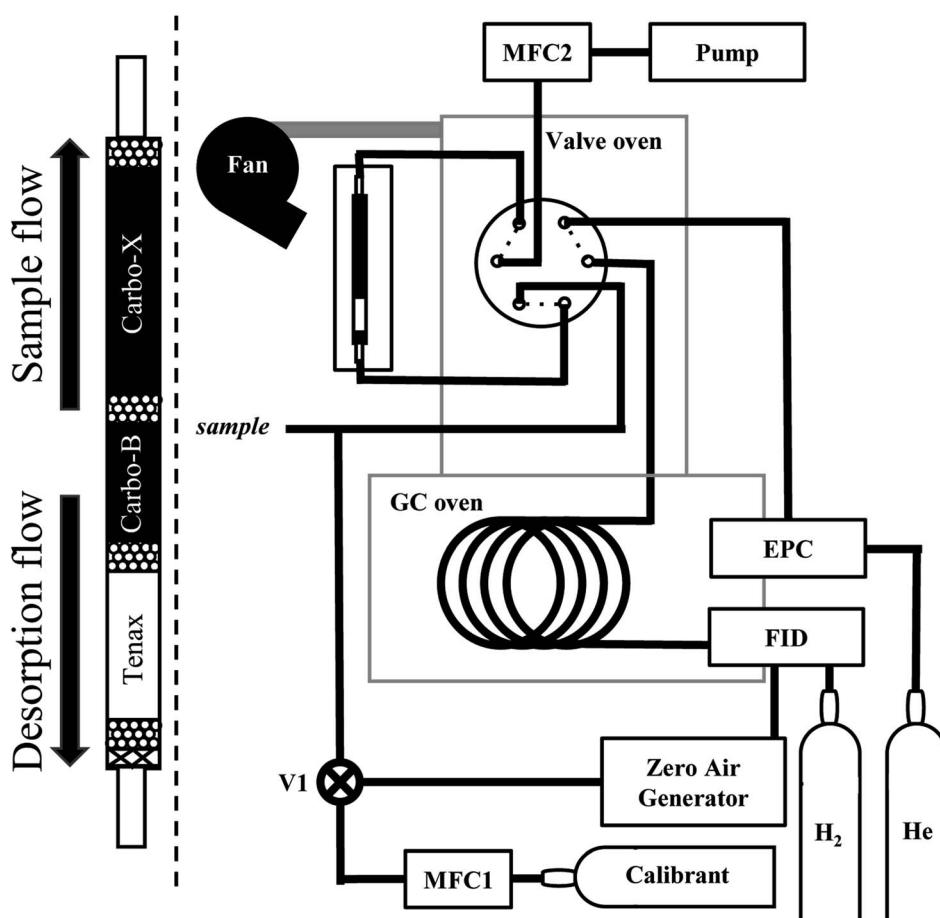 Sample flow
Desorption flow
Carbo-X
Carbo-B
Tenax
MFC2
Pump
Valve oven
Fan
sample
GC oven
EPC
FID
V1
Zero Air
Generator
H2
He
MFC1
Calibrant